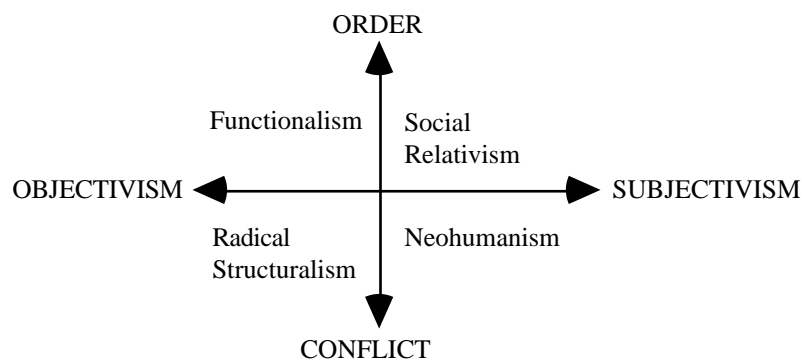 ORDER
Functionalism
Social
Relativism
OBJECTIVISM
SUBJECTIVISM
Radical
Structuralism
Neohumanism
CONFLICT